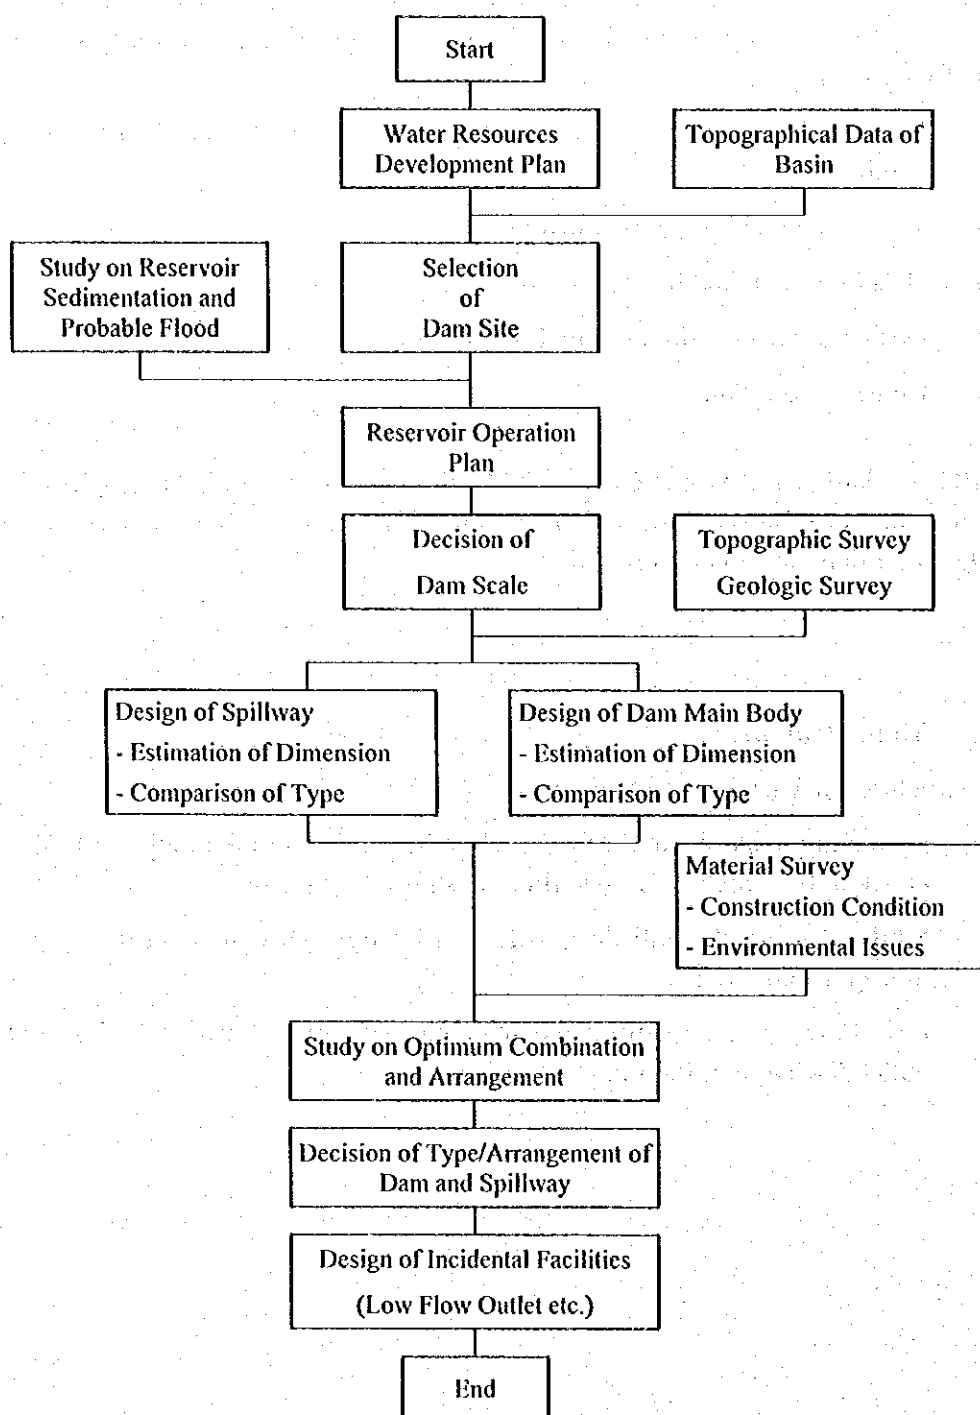 Start
Water Resources
Development Plan
Topographical Data of
Basin
Study on Reservoir
Sedimentation and
Probable Flood
Selection
of
Dam Site
Reservoir Operation
Plan
Decision of
Dam Scale
Topographic Survey
Geologic Survey
Design of Spillway
- Estimation of Dimension
- Comparison of Type
Design of Dam Main Body
- Estimation of Dimension
- Comparison of Type
Material Survey
- Construction Condition
- Environmental Issues
Study on Optimum Combination
and Arrangement
Decision of Type/Arrangement of
Dam and Spillway
Design of Incidental Facilities
(Low Flow Outlet etc.)
End